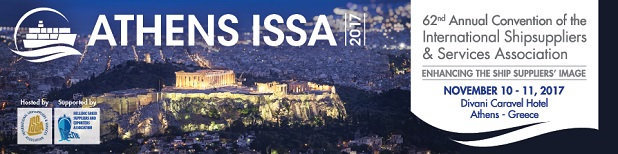 ATHENS ISSA 2017
62nd Annual Convention of the
International Shipsuppliers
& Services Association
ENHANCING THE SHIP SUPPLIERS' IMAGE
NOVEMBER 10 - 11, 2017
Divani Caravel Hotel
Athens - Greece
Hosted by
Supported by